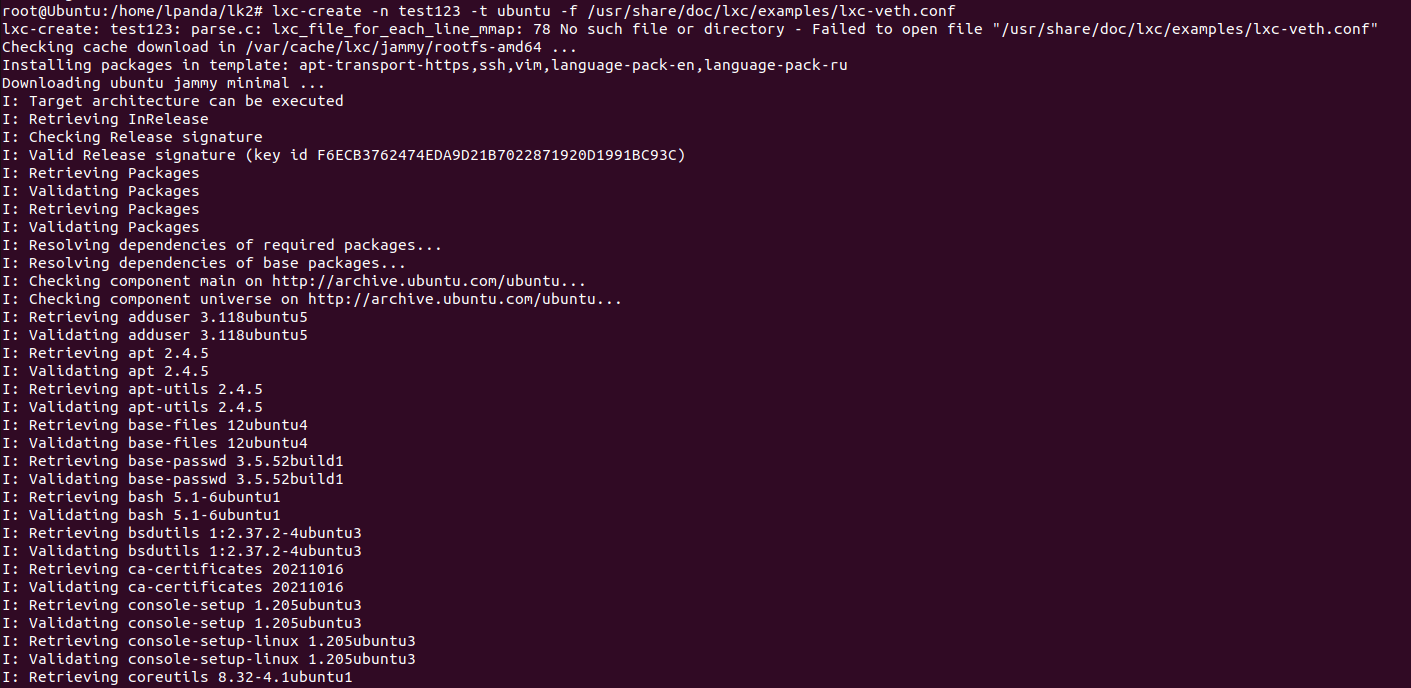 root@Ubuntu:/home/lpanda/lk2# lxc-create -n test123 -t ubuntu -f /usr/share/doc/lxc/examples/lxc-veth.conf
lxc-create: test123: parse.c: lxc_file_for_each_line_mmap: 78 No such file or directory - Failed to open file "/usr/share/doc/lxc/examples/lxc-veth.conf"
Checking cache download in /var/cache/lxc/jammy/rootfs-amd64 ...
Installing packages in template: apt-transport-https,ssh,vim,language-pack-en,language-pack-ru
Downloading ubuntu jammy minimal ...
I: Target architecture can be executed
I: Retrieving InRelease
I: Checking Release signature
I: Valid Release signature (key id F6ECB3762474EDA9D21B7022871920D1991BC93C)
I: Retrieving Packages
I: Validating Packages
I: Retrieving Packages
I: Validating Packages
I: Resolving dependencies of required packages...
I: Resolving dependencies of base packages...
I: Checking component main on http://archive.ubuntu.com/ubuntu...
I: Checking component universe on http://archive.ubuntu.com/ubuntu...
I: Retrieving adduser 3.118ubuntu5
I: Validating adduser 3.118ubuntu5
I: Retrieving apt 2.4.5
I: Validating apt 2.4.5
I: Retrieving apt-utils 2.4.5
I: Validating apt-utils 2.4.5
I: Retrieving base-files 12ubuntu4
I: Validating base-files 12ubuntu4
I: Retrieving base-passwd 3.5.52build1
I: Validating base-passwd 3.5.52build1
I: Retrieving bash 5.1-6ubuntu1
I: Validating bash 5.1-6ubuntu1
I: Retrieving bsdutils 1:2.37.2-4ubuntu3
I: Validating bsdutils 1:2.37.2-4ubuntu3
I: Retrieving ca-certificates 20211016
I: Validating ca-certificates 20211016
I: Retrieving console-setup 1.205ubuntu3
I: Validating console-setup 1.205ubuntu3
I: Retrieving console-setup-linux 1.205ubuntu3
I: Validating console-setup-linux 1.205ubuntu3
I: Retrieving coreutils 8.32-4.1ubuntu1